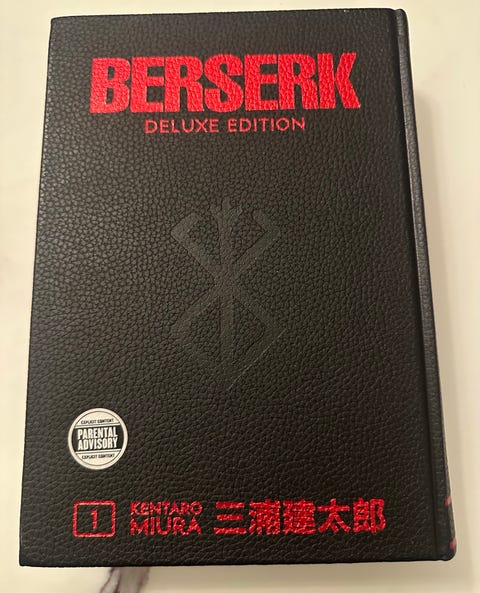 BERSERK
DELUXE EDITION
EXPLICIT CONTENT
PARENTAL
ADVISORY
EXPLICIT CONTENT
1
KENTARO
MIURA
三浦建太郎